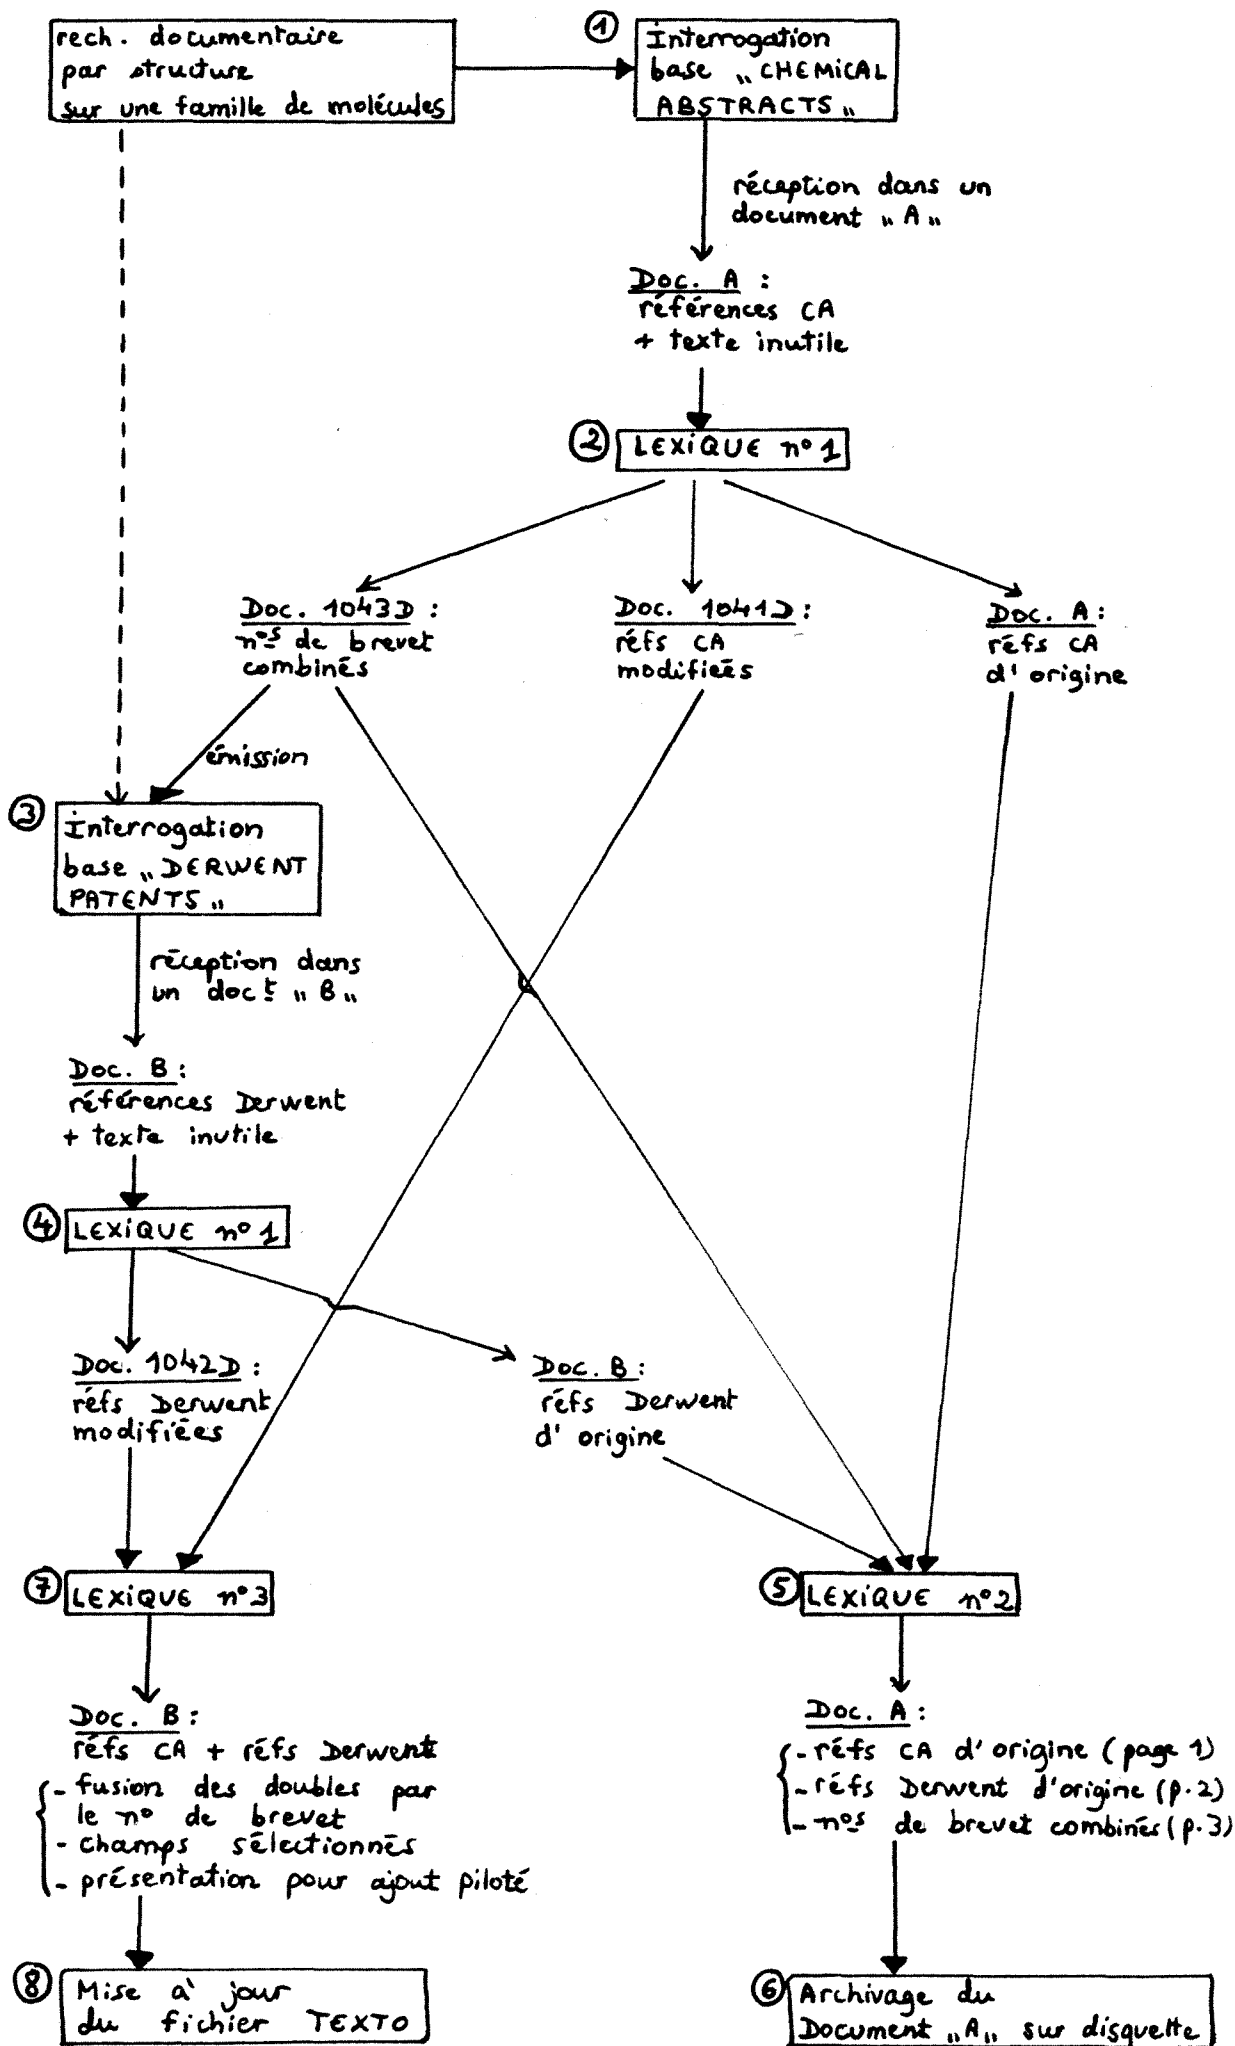 rech. documentaire
par structure
sur une famille de molécules
①
Interrogation
base „ CHEMICAL
ABSTRACTS „
réception dans un
document „ A „
Doc. A :
références CA
+ texte inutile
②
LEXIQUE n° 1
Doc. 1043D :
nos de brevet
combinés
Doc. 1041D :
réfs CA
modifiées
Doc. A :
réfs CA
d'origine
émission
③
Interrogation
base „ DERWENT
PATENTS „
réception dans
un doct „ B „
Doc. B :
références Derwent
+ texte inutile
④
LEXIQUE n° 1
Doc. 1042D :
réfs Derwent
modifiées
Doc. B :
réfs Derwent
d'origine
⑦
LEXIQUE n° 3
⑤
LEXIQUE n° 2
Doc. B :
réfs CA + réfs Derwent
- fusion des doubles par
le n° de brevet
- champs sélectionnés
- présentation pour ajout piloté
Doc. A :
- réfs CA d'origine (page 1)
- réfs Derwent d'origine (p.2)
- nos de brevet combinés (p.3)
⑧
Mise à jour
du fichier TEXTO
⑥
Archivage du
Document „ A „ sur disquette